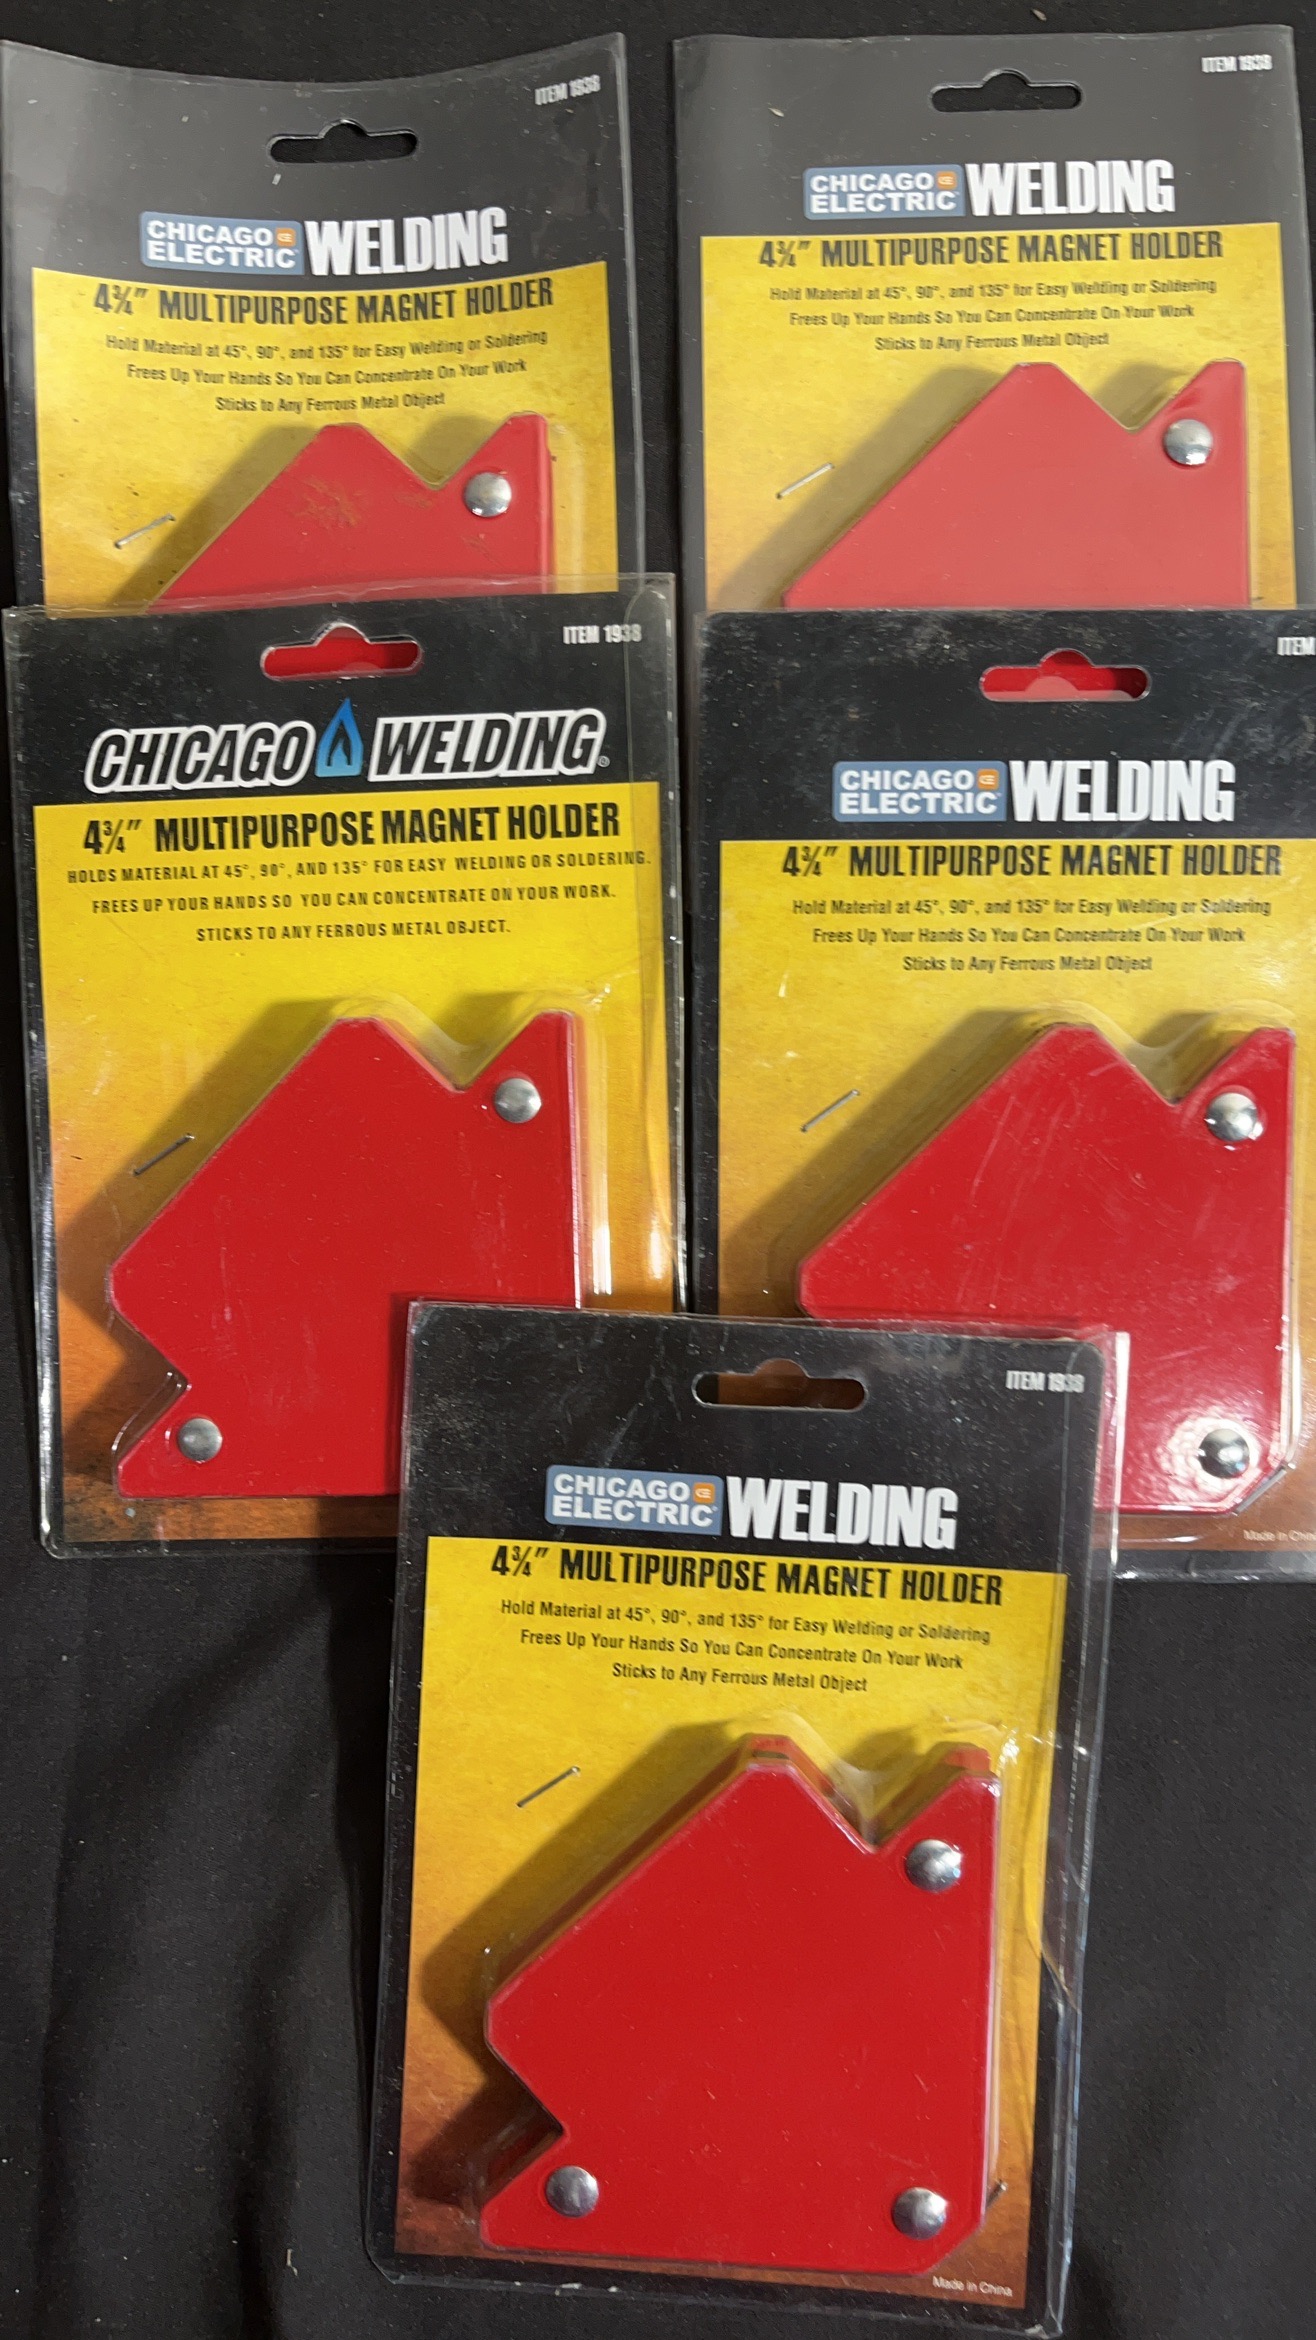 ITEM 1938
CHICAGO
ELECTRIC
WELDING
4¾" MULTIPURPOSE MAGNET HOLDER
Hold Material at 45°, 90°, and 135° for Easy Welding or Soldering
Frees Up Your Hands So You Can Concentrate On Your Work
Sticks to Any Ferrous Metal Object
ITEM 1938
CHICAGO CE
ELECTRIC
WELDING
4¾" MULTIPURPOSE MAGNET HOLDER
Hold Material at 45°, 90°, and 135° for Easy Welding or Soldering
Frees Up Your Hands So You Can Concentrate On Your Work
Sticks to Any Ferrous Metal Object
ITEM 1938
CHICAGO WELDING®
4¾" MULTIPURPOSE MAGNET HOLDER
HOLDS MATERIAL AT 45°, 90°, AND 135° FOR EASY WELDING OR SOLDERING.
FREES UP YOUR HANDS SO YOU CAN CONCENTRATE ON YOUR WORK.
STICKS TO ANY FERROUS METAL OBJECT.
ITEM
CHICAGO CE
ELECTRIC
WELDING
4¾" MULTIPURPOSE MAGNET HOLDER
Hold Material at 45°, 90°, and 135° for Easy Welding or Soldering
Frees Up Your Hands So You Can Concentrate On Your Work
Sticks to Any Ferrous Metal Object
Made in Chin
ITEM 1938
CHICAGO CE
ELECTRIC
WELDING
4¾" MULTIPURPOSE MAGNET HOLDER
Hold Material at 45°, 90°, and 135° for Easy Welding or Soldering
Frees Up Your Hands So You Can Concentrate On Your Work
Sticks to Any Ferrous Metal Object
Made in China